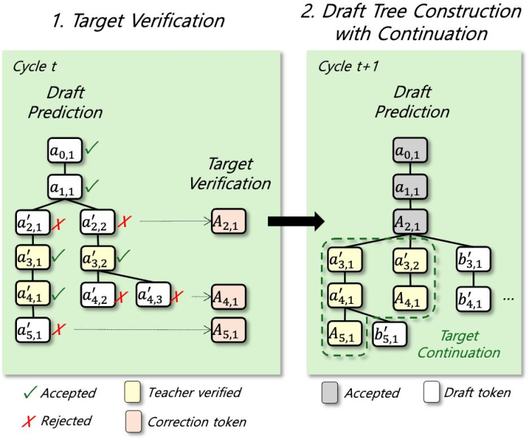 1. Target Verification
Cycle t
Draft
Prediction
a₀,₁ ✓
a₁,₁ ✓
Target
Verification
a′₂,₁ ✗ a′₂,₂ ✗ A₂,₁
a′₃,₁ ✓ a′₃,₂ ✓
a′₄,₁ ✓ a′₄,₂ ✗ a′₄,₃ ✗ A₄,₁
a′₅,₁ ✗ A₅,₁
✓ Accepted Teacher verified
✗ Rejected Correction token
2. Draft Tree Construction
with Continuation
Cycle t+1
Draft
Prediction
a₀,₁
a₁,₁
A₂,₁
a′₃,₁ a′₃,₂ b′₃,₁
a′₄,₁ A₄,₁ b′₄,₁ ...
A₅,₁ b′₅,₁
Target
Continuation
Accepted Draft token